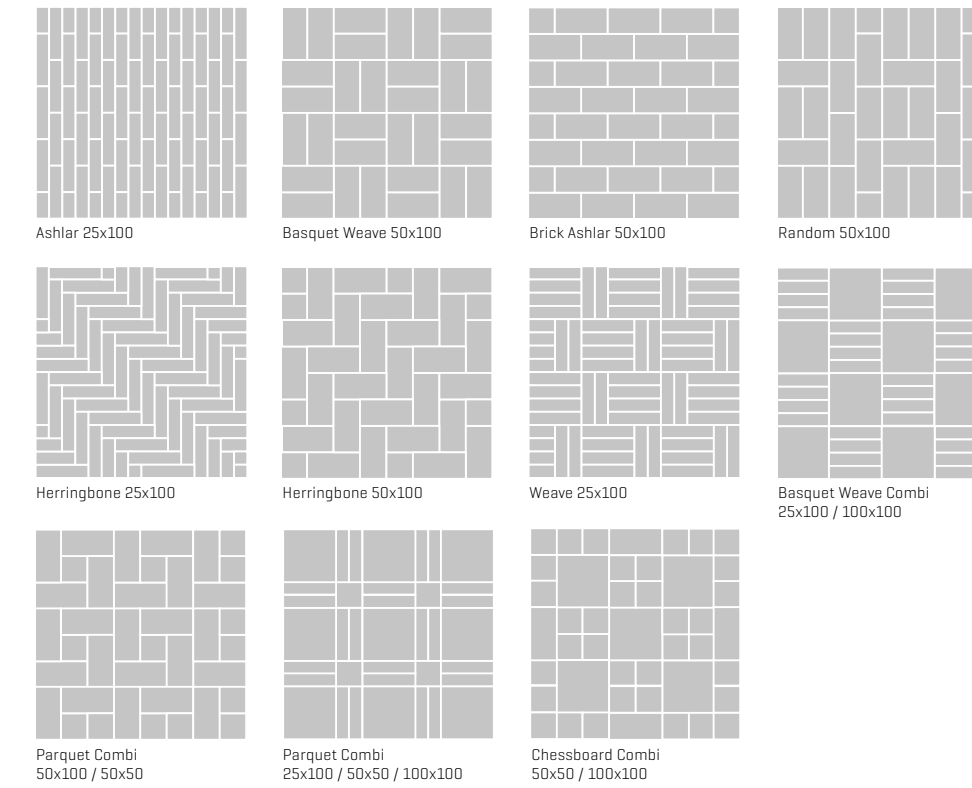 Ashlar 25x100
Basquet Weave 50x100
Brick Ashlar 50x100
Random 50x100
Herringbone 25x100
Herringbone 50x100
Weave 25x100
Basquet Weave Combi
25x100 / 100x100
Parquet Combi
50x100 / 50x50
Parquet Combi
25x100 / 50x50 / 100x100
Chessboard Combi
50x50 / 100x100